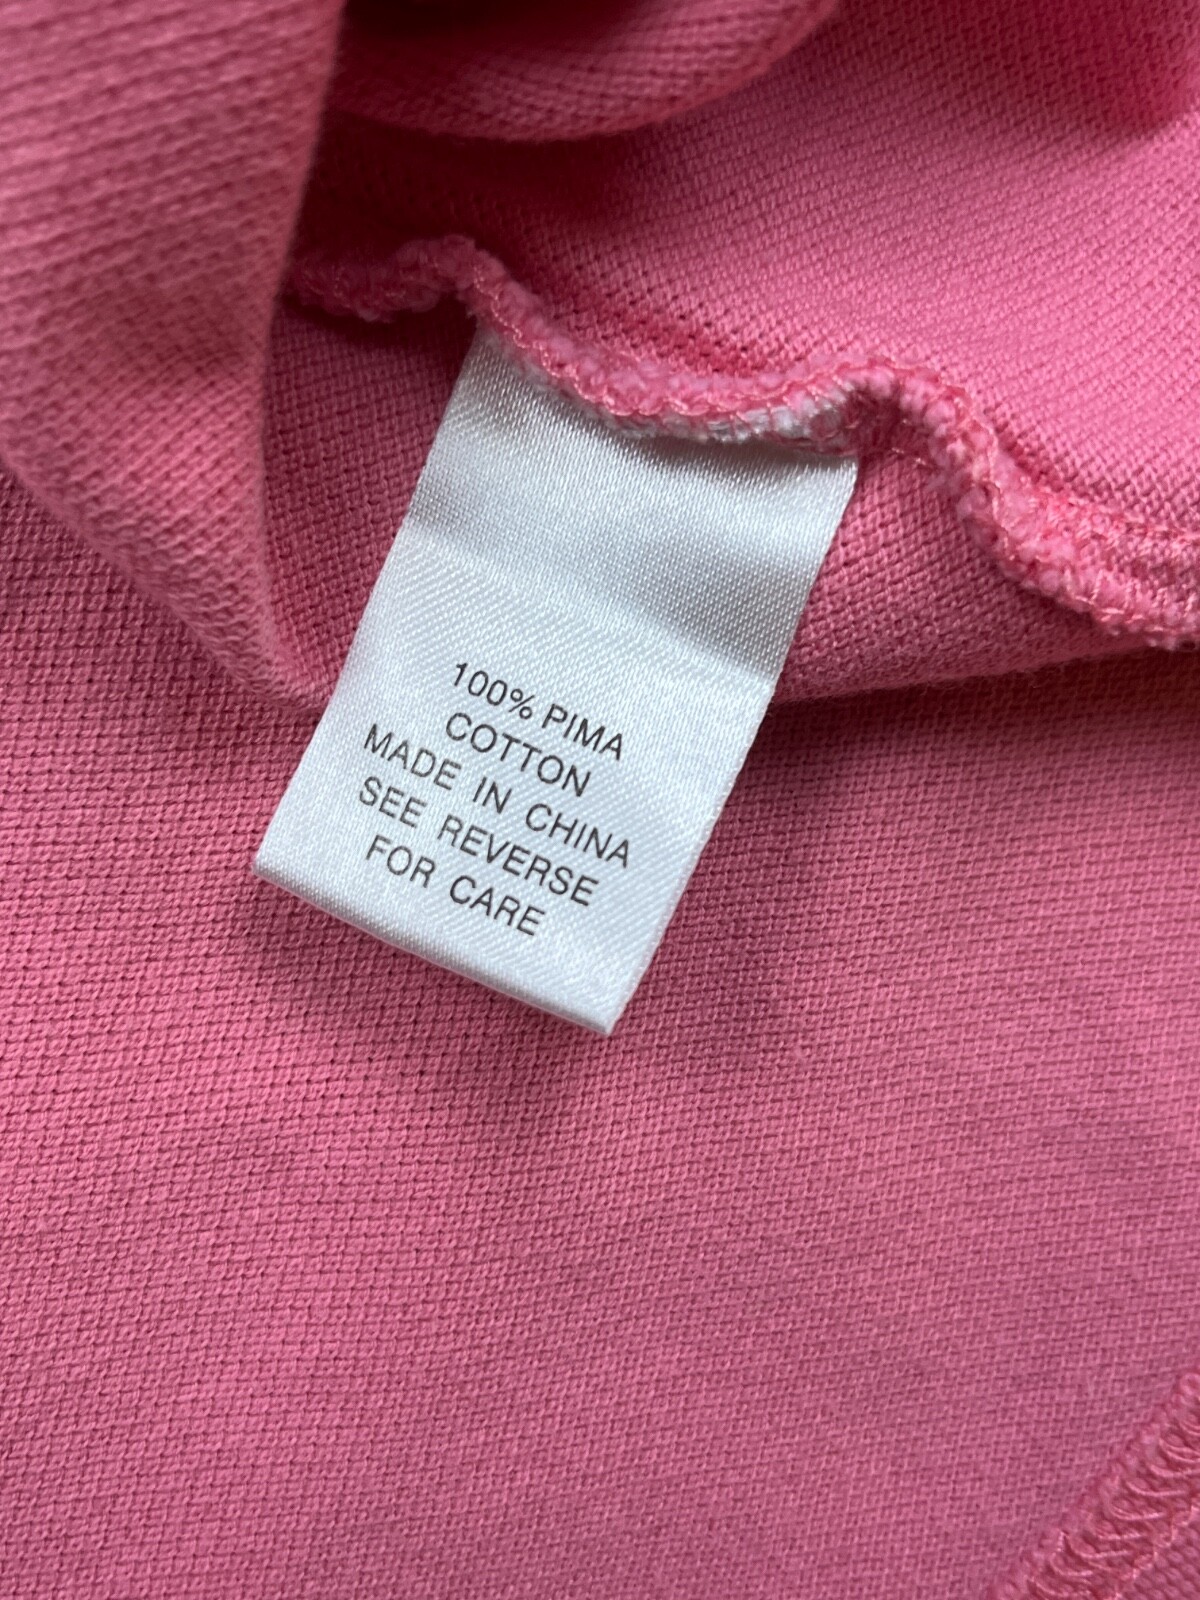 100% PIMA
COTTON
MADE IN CHINA
SEE REVERSE
FOR CARE